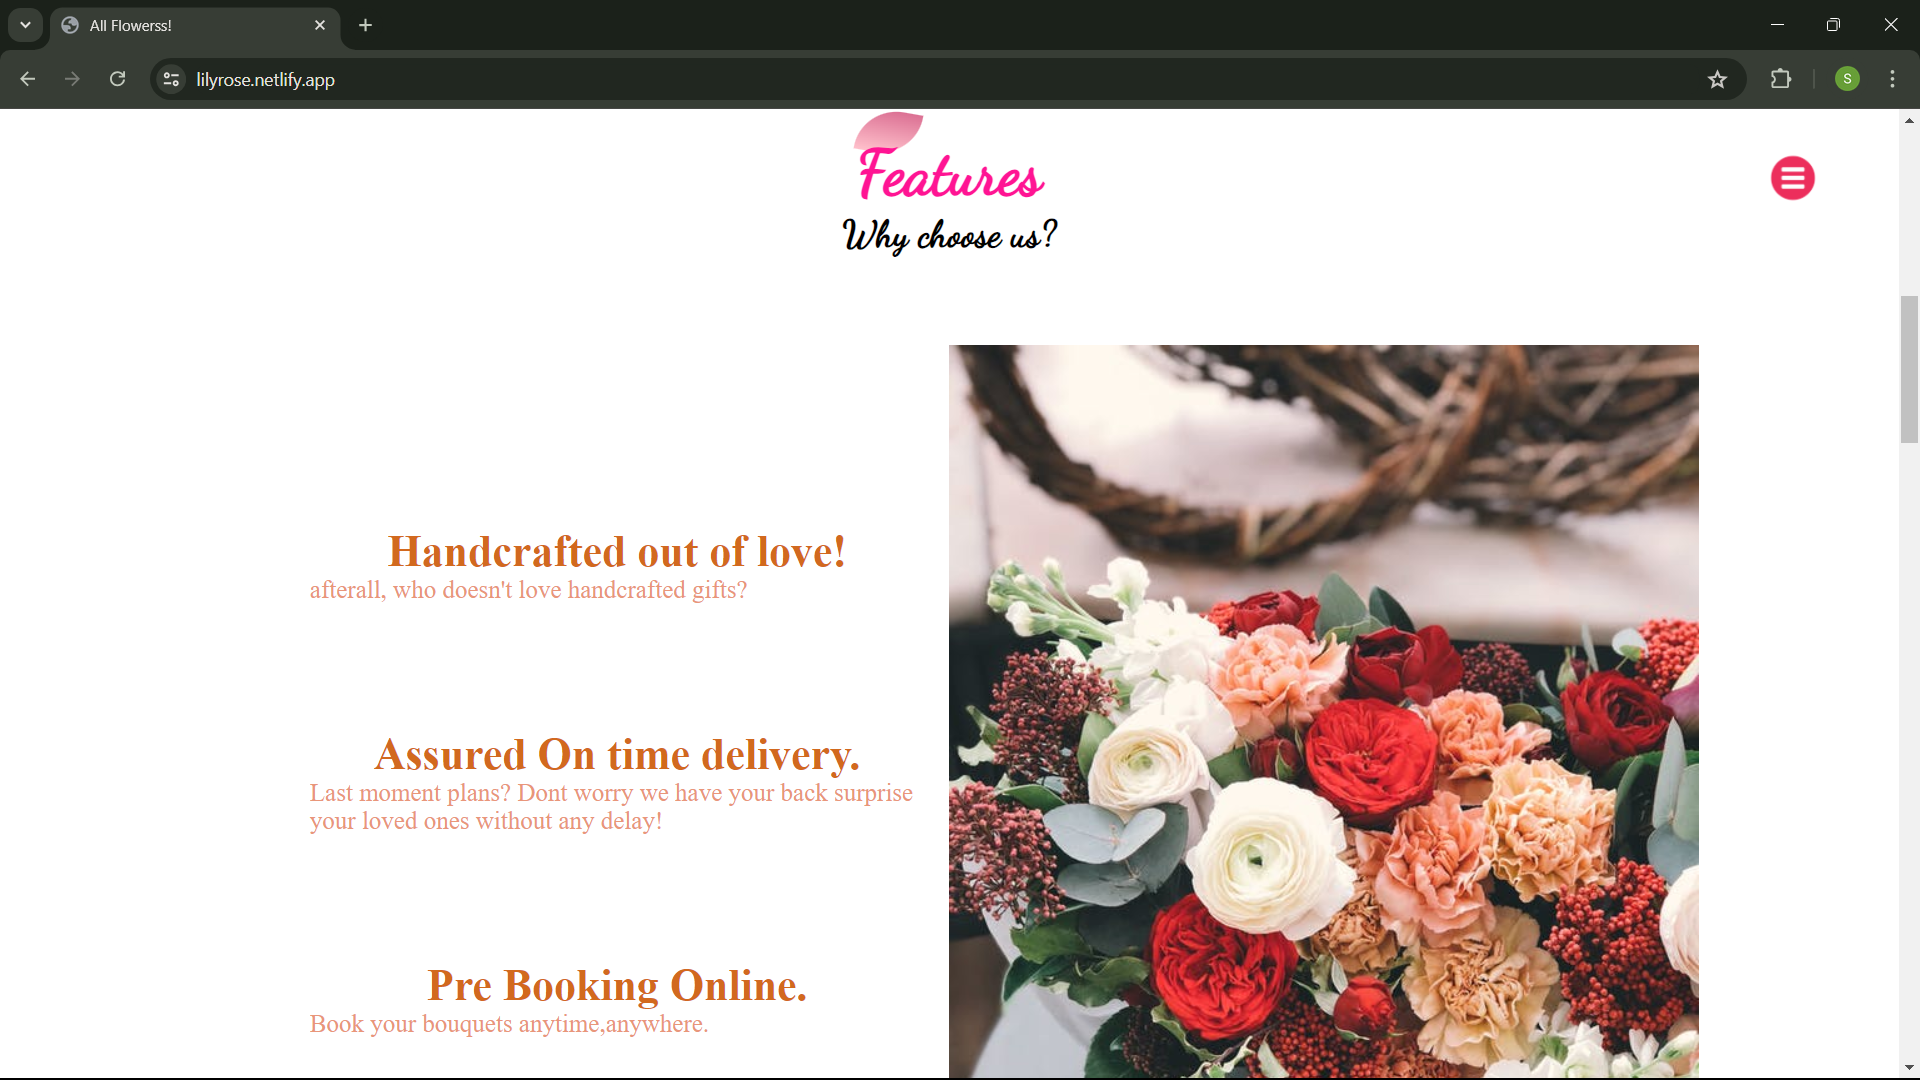 All Flowerss!
lilyrose.netlify.app
S
Features
Why choose us?
Handcrafted out of love!
afterall, who doesn't love handcrafted gifts?
Assured On time delivery.
Last moment plans? Dont worry we have your back surprise
your loved ones without any delay!
Pre Booking Online.
Book your bouquets anytime,anywhere.